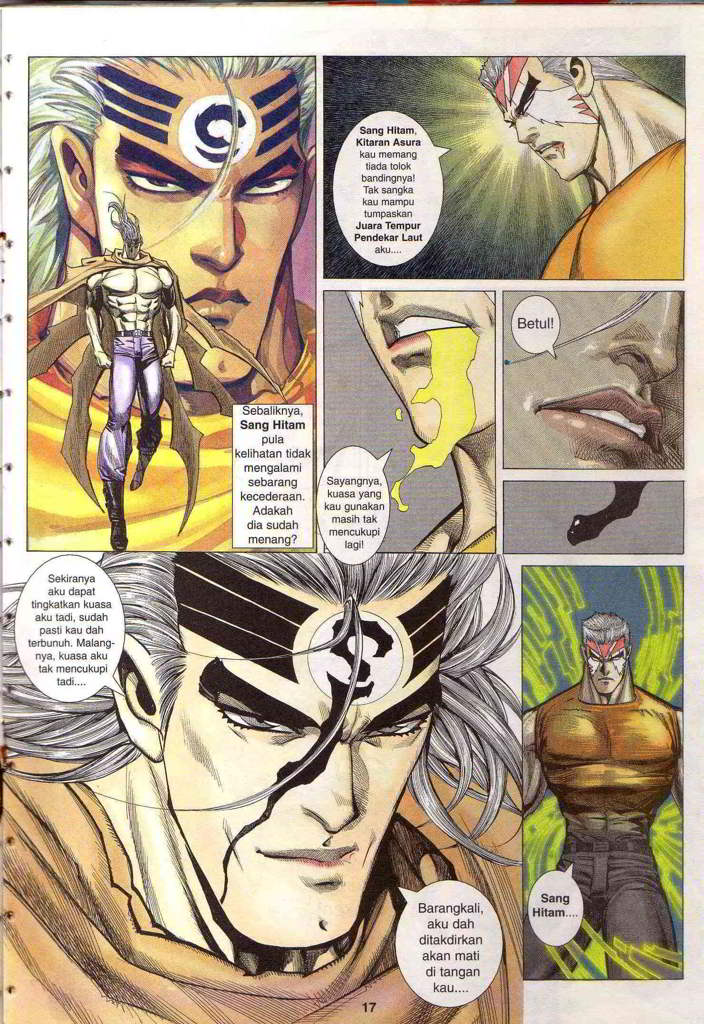 Sebaliknya,
Sang Hitam
pula
kelihatan tidak
mengalami
sebarang
kecederaan.
Adakah
dia sudah
menang?
Sang Hitam,
Kitaran Asura
kau memang
tiada tolok
bandingnya!
Tak sangka
kau mampu
tumpaskan
Juara Tempur
Pendekar Laut
aku....
Sayangnya,
kuasa yang
kau gunakan
masih tak
mencukupi
lagi!
Betul!
Sekiranya
aku dapat
tingkatkan kuasa
aku tadi, sudah
pasti kau dah
terbunuh. Malang-
nya, kuasa aku
tak mencukupi
tadi....
Barangkali,
aku dah
ditakdirkan
akan mati
di tangan
kau....
Sang
Hitam....
17